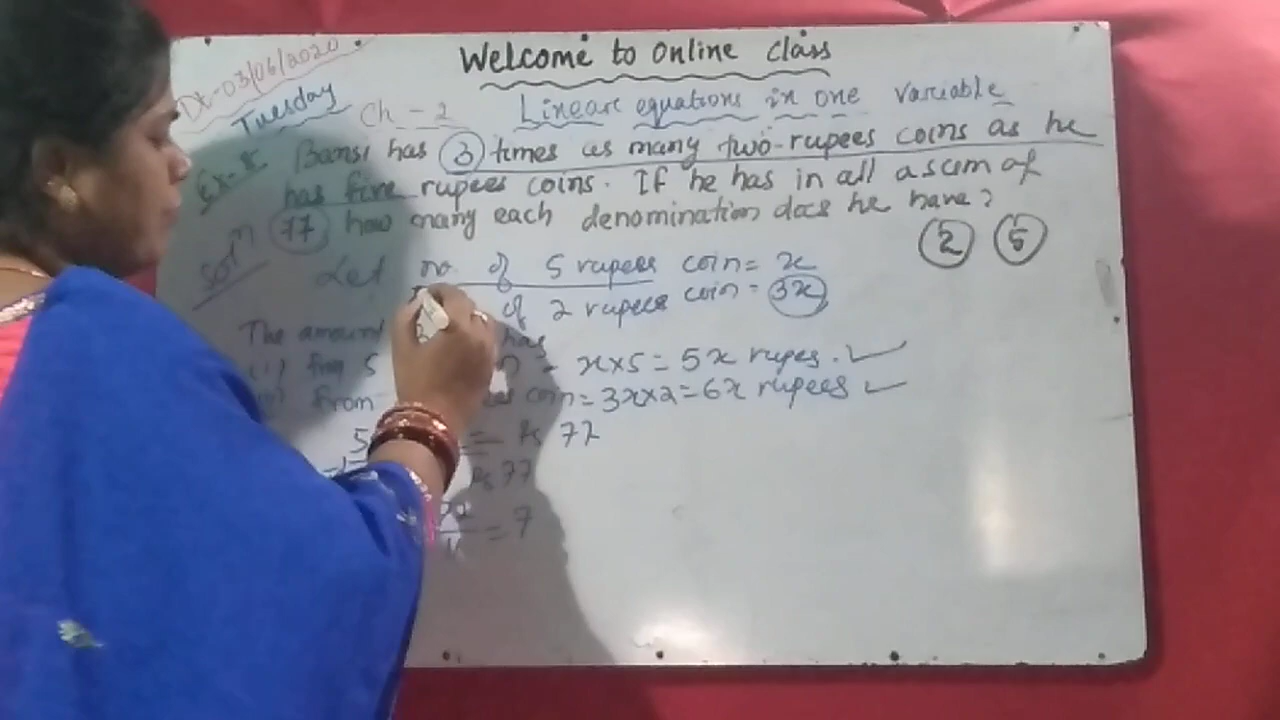 Welcome to Online class
Dt-03/06/2020
Tuesday
Ch - 2 Linear equations in one variable
Ex-8 Bansi has 3 times as many two-rupees coins as he
has five rupees coins. If he has in all a sum of
77 how many each denomination does he have?
2 5
Solⁿ
Let no. of 5 rupees coin = x
of 2 rupees coin = 3x
The amount has
(i) 5 = x×5 = 5x rupes. ✓
From coin = 3x×2 = 6x rupees ✓
5 = Rs 77
Rs 77
= 7